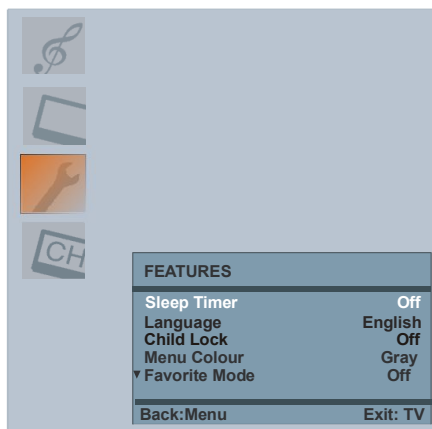 CH
FEATURES
Sleep Timer Off
Language English
Child Lock Off
Menu Colour Gray
Favorite Mode Off
Back:Menu Exit: TV